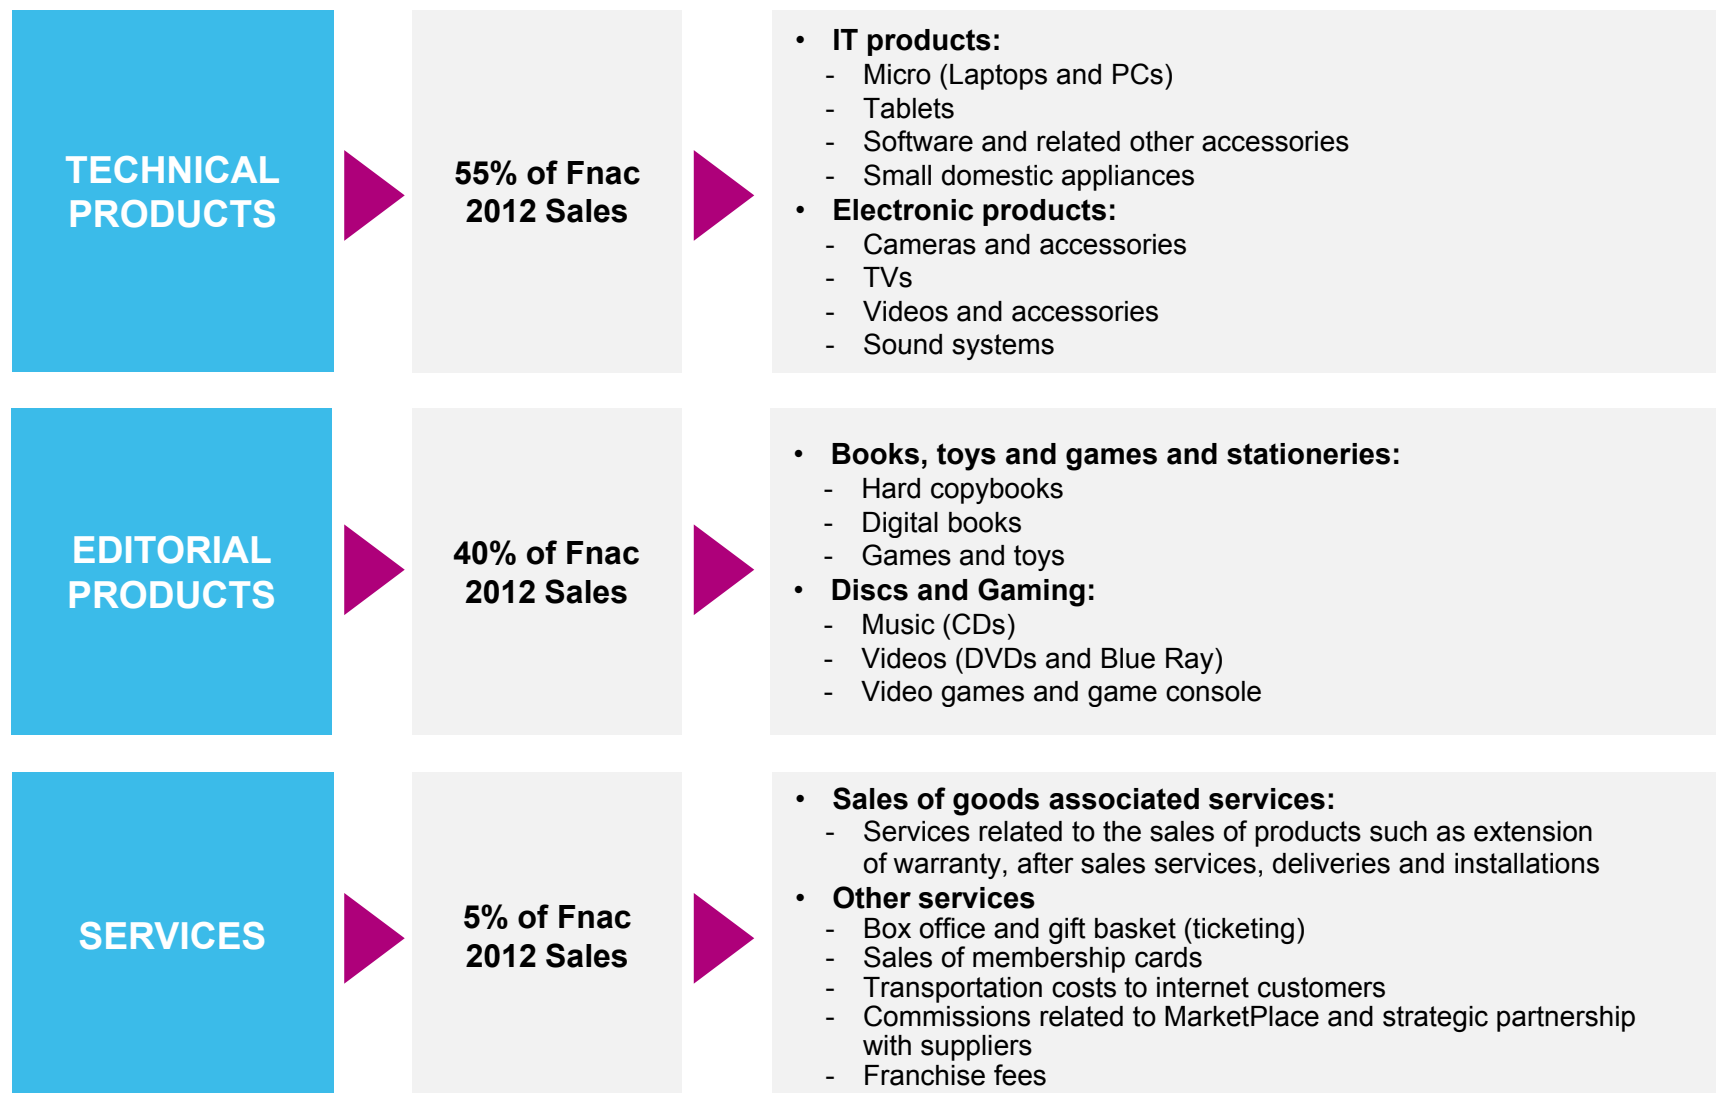 TECHNICAL
PRODUCTS
55% of Fnac
2012 Sales
• IT products:
- Micro (Laptops and PCs)
- Tablets
- Software and related other accessories
- Small domestic appliances
• Electronic products:
- Cameras and accessories
- TVs
- Videos and accessories
- Sound systems
EDITORIAL
PRODUCTS
40% of Fnac
2012 Sales
• Books, toys and games and stationeries:
- Hard copybooks
- Digital books
- Games and toys
• Discs and Gaming:
- Music (CDs)
- Videos (DVDs and Blue Ray)
- Video games and game console
SERVICES
5% of Fnac
2012 Sales
• Sales of goods associated services:
- Services related to the sales of products such as extension
of warranty, after sales services, deliveries and installations
• Other services
- Box office and gift basket (ticketing)
- Sales of membership cards
- Transportation costs to internet customers
- Commissions related to MarketPlace and strategic partnership
with suppliers
- Franchise fees